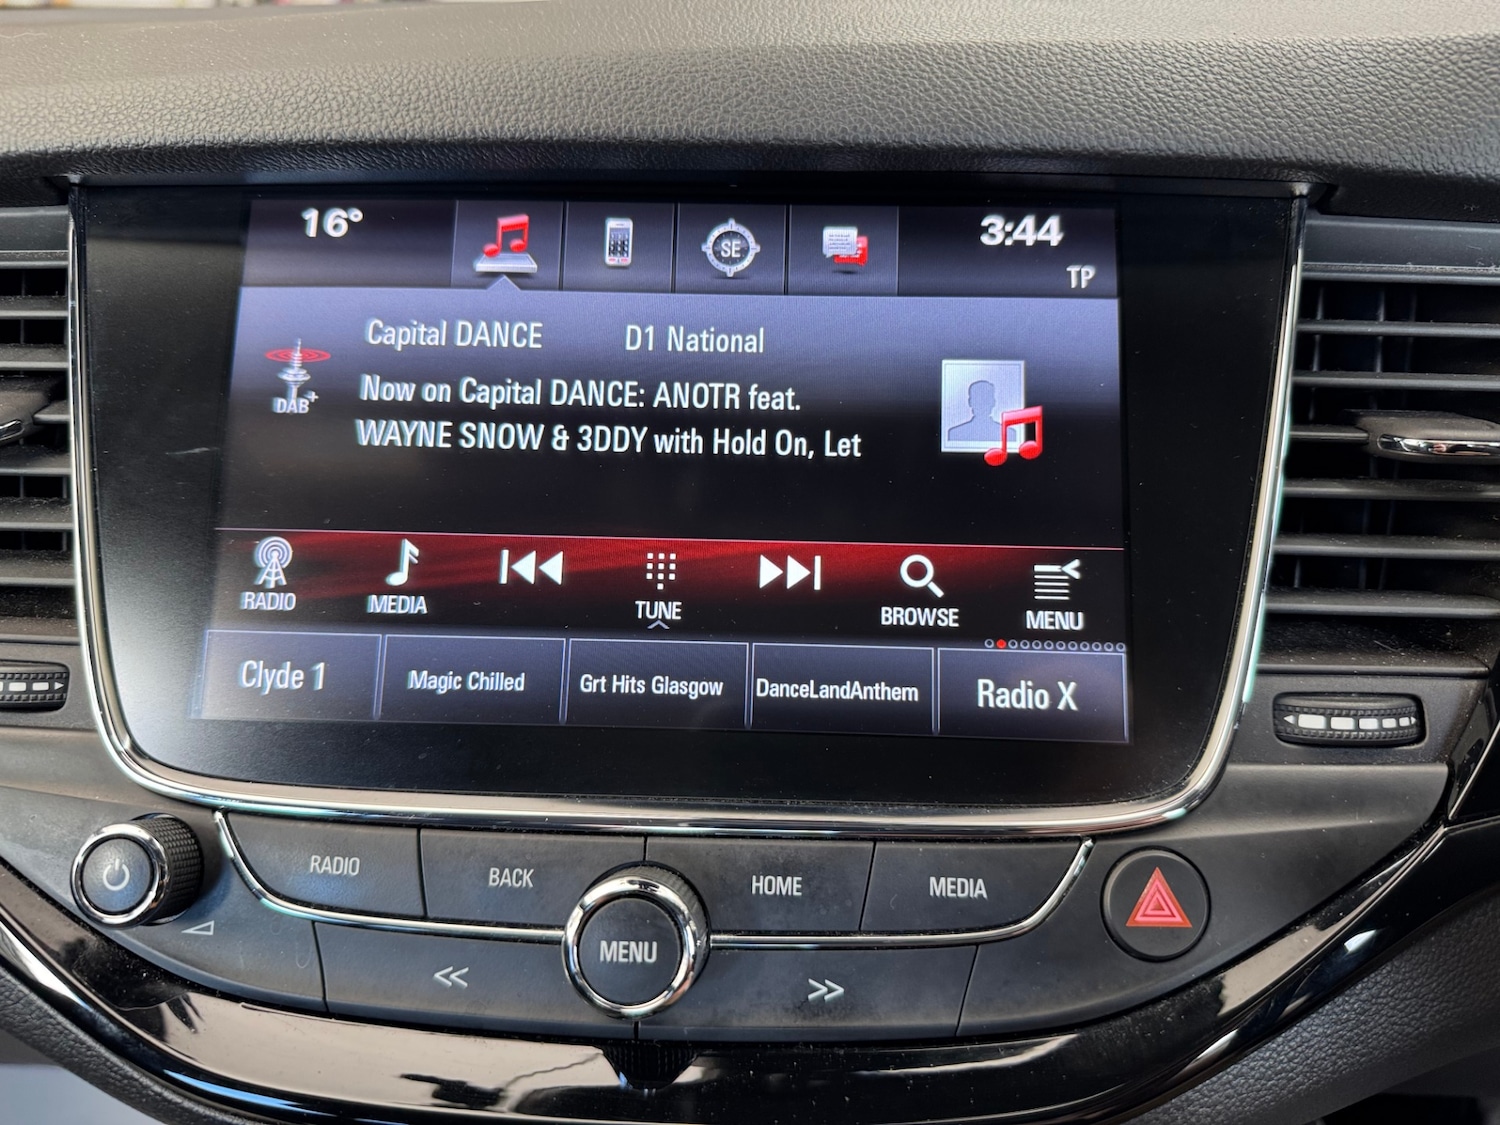 16°
SE
3:44
TP
Capital DANCE D1 National
DAB+
Now on Capital DANCE: ANOTR feat.
WAYNE SNOW & 3DDY with Hold On, Let
RADIO MEDIA TUNE BROWSE MENU
Clyde 1 Magic Chilled Grt Hits Glasgow DanceLandAnthem Radio X
RADIO BACK HOME MEDIA
MENU